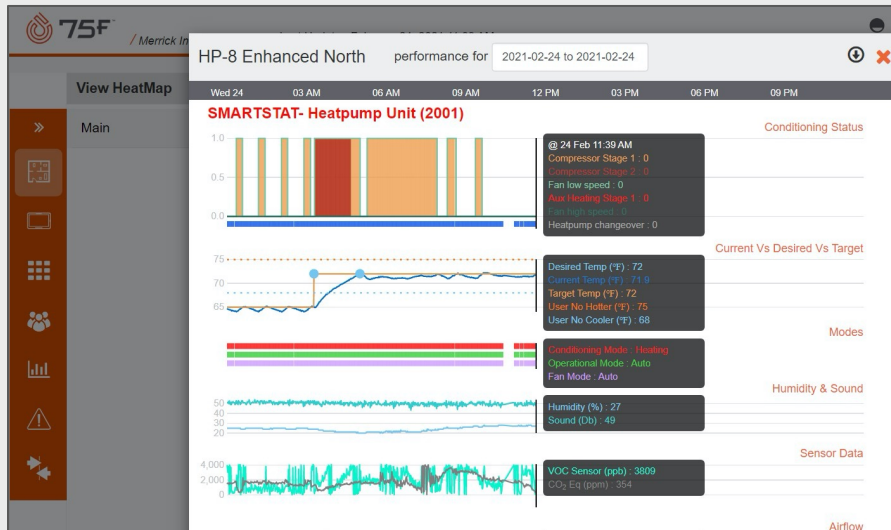 75F
/ Merrick In
View HeatMap
Main
HP-8 Enhanced North
performance for
2021-02-24 to 2021-02-24
Wed 24 03 AM 06 AM 09 AM 12 PM 03 PM 06 PM 09 PM
SMARTSTAT- Heatpump Unit (2001)
Conditioning Status
1.0
0.5
0.0
@ 24 Feb 11:39 AM
Compressor Stage 1 : 0
Compressor Stage 2 : 0
Fan low speed : 0
Aux Heating Stage 1 : 0
Fan high speed : 0
Heatpump changeover : 0
Current Vs Desired Vs Target
75
70
65
Desired Temp (°F) : 72
Current Temp (°F) : 71.9
Target Temp (°F) : 72
User No Hotter (°F) : 75
User No Cooler (°F) : 68
Modes
Conditioning Mode : Heating
Operational Mode : Auto
Fan Mode : Auto
Humidity & Sound
50
40
30
20
Humidity (%) : 27
Sound (Db) : 49
Sensor Data
4,000
2,000
0
VOC Sensor (ppb) : 3809
CO2 Eq (ppm) : 354
Airflow